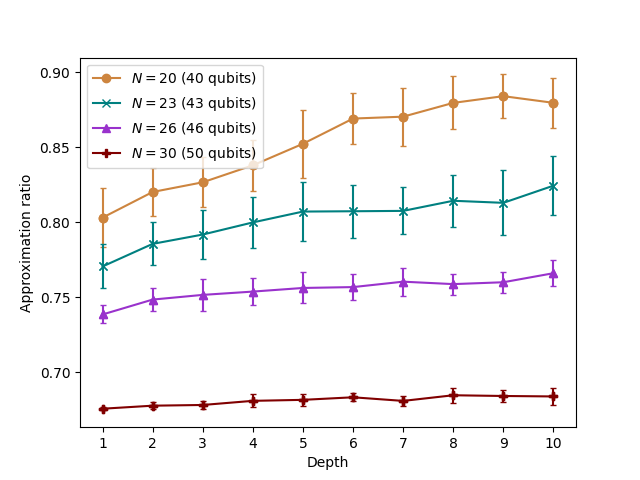 0.90
0.85
0.80
0.75
0.70
Approximation ratio
N = 20 (40 qubits)
N = 23 (43 qubits)
N = 26 (46 qubits)
N = 30 (50 qubits)
1 2 3 4 5 6 7 8 9 10
Depth